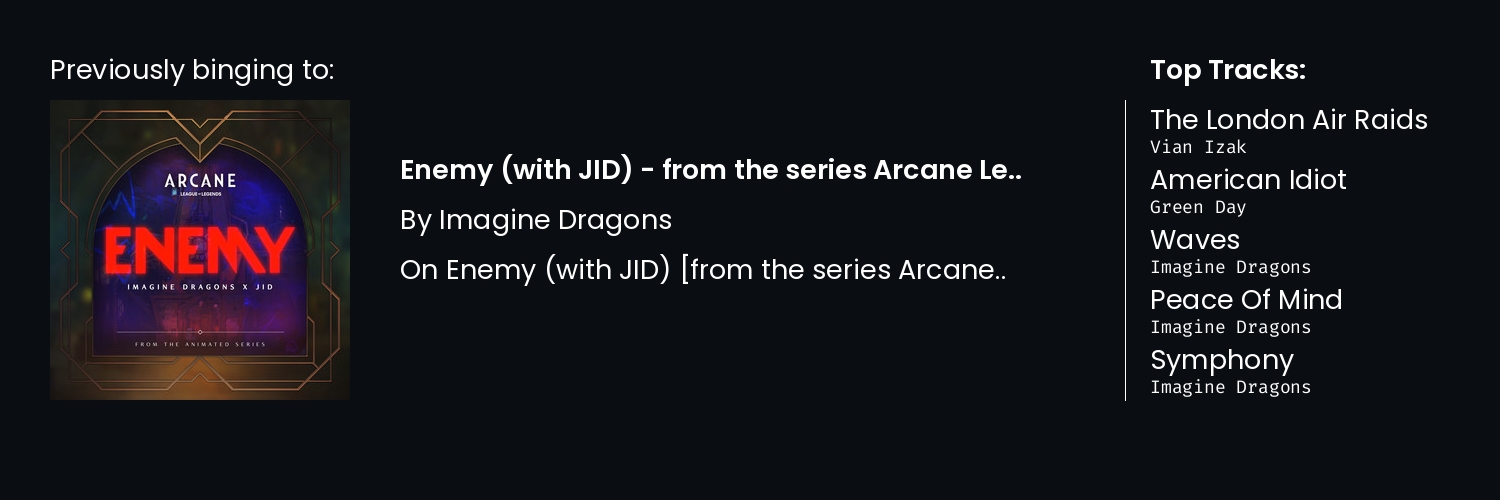 Previously binging to:
ARCANE
LEAGUE OF LEGENDS
ENEMY
IMAGINE DRAGONS X JID
FROM THE ANIMATED SERIES
Enemy (with JID) - from the series Arcane Le..
By Imagine Dragons
On Enemy (with JID) [from the series Arcane..
Top Tracks:
The London Air Raids
Vian Izak
American Idiot
Green Day
Waves
Imagine Dragons
Peace Of Mind
Imagine Dragons
Symphony
Imagine Dragons